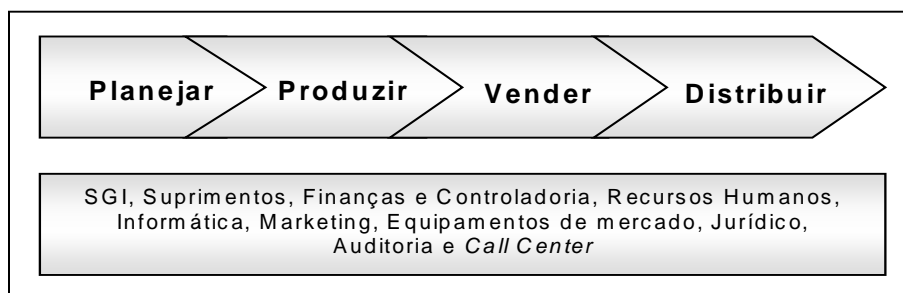 Planejar
Produzir
Vender
Distribuir
SGI, Suprimentos, Finanças e Controladoria, Recursos Humanos,
Informática, Marketing, Equipamentos de mercado, Jurídico,
Auditoria e Call Center